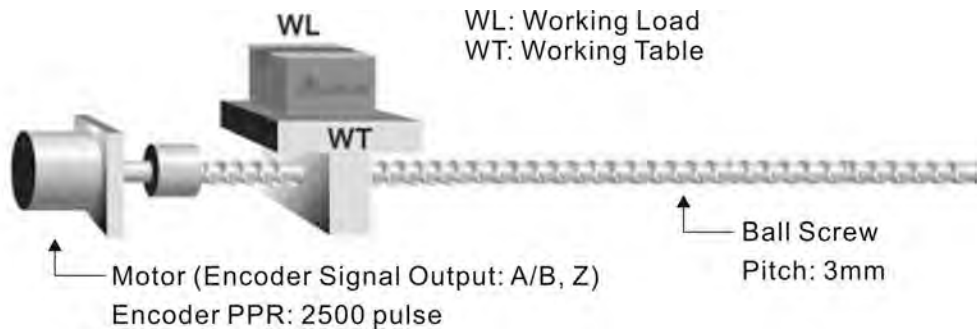 WL
WL: Working Load
WT: Working Table
WT
Ball Screw
Pitch: 3mm
Motor (Encoder Signal Output: A/B, Z)
Encoder PPR: 2500 pulse